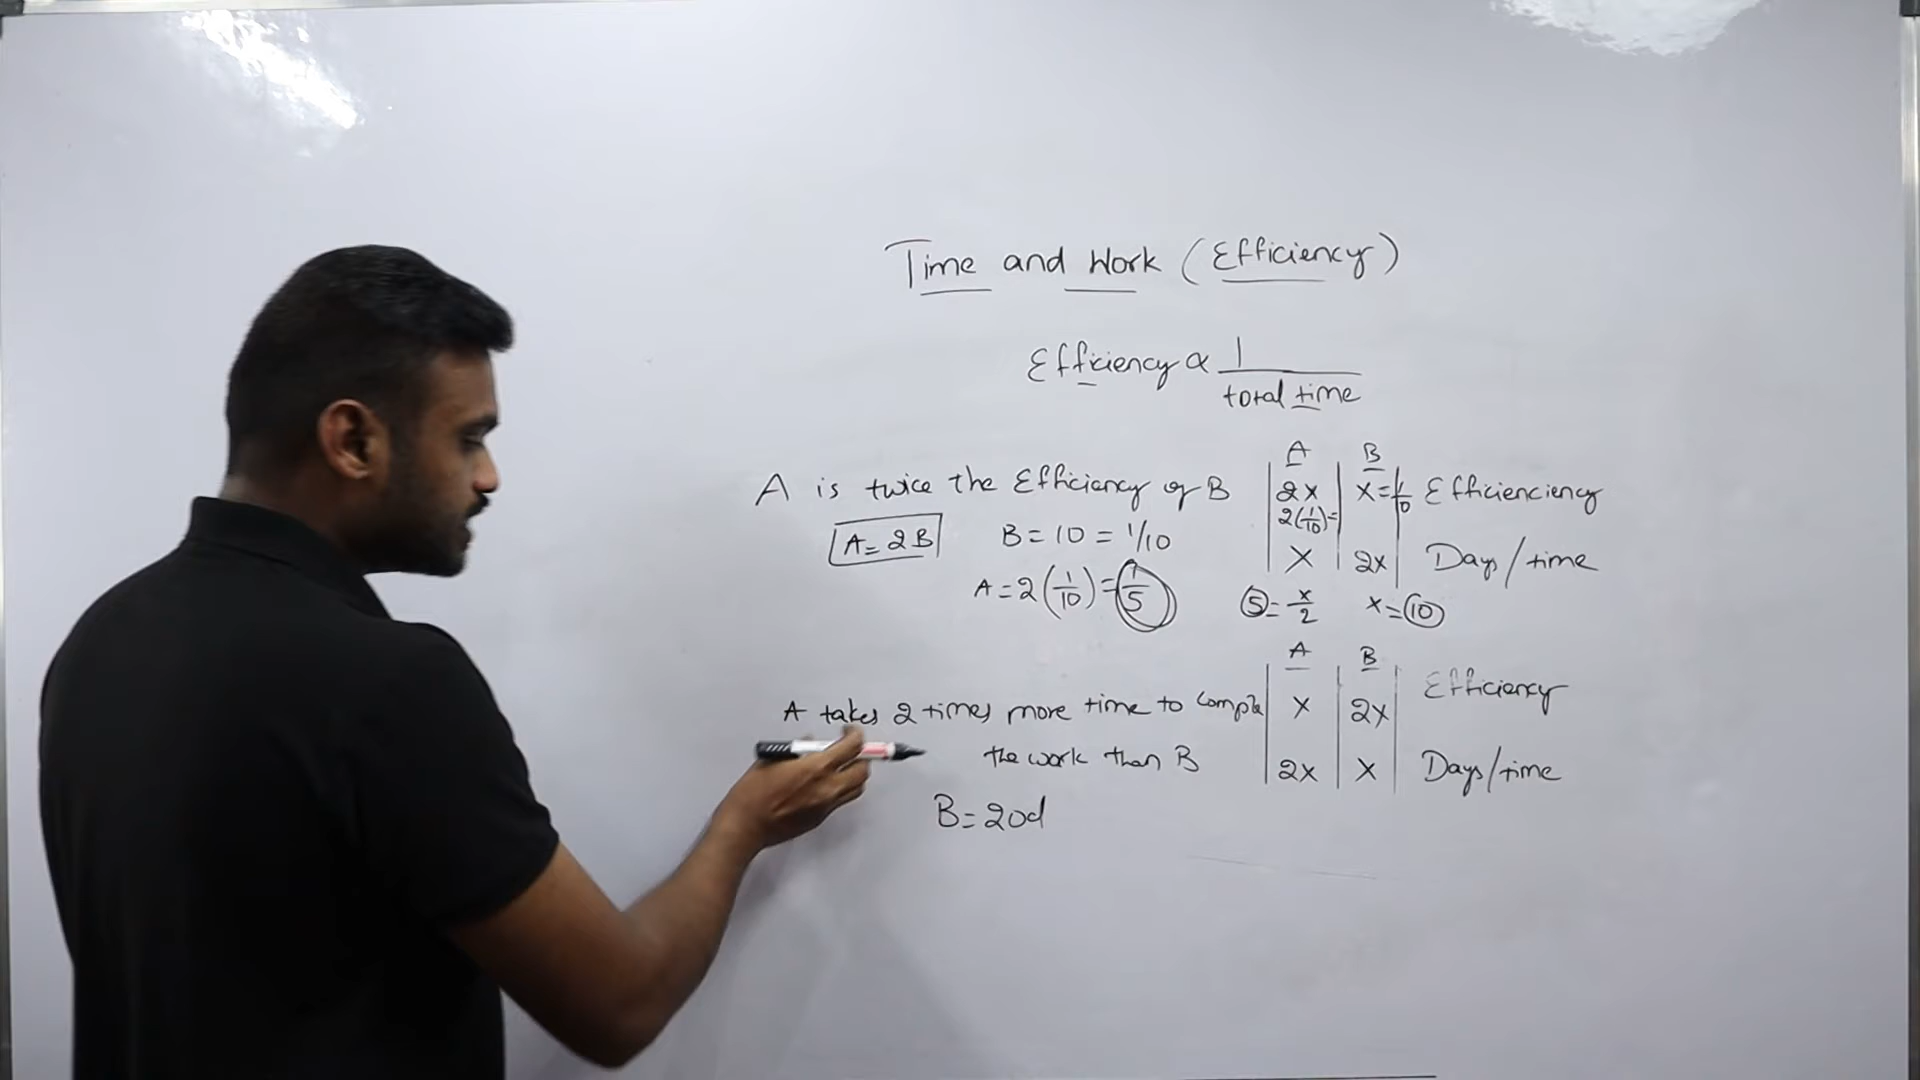 Time and Work (Efficiency)
Efficiency ∝ 1/total time
A is twice the Efficiency of B
A = 2B
B = 10 = 1/10
A = 2(1/10) = 1/5
A B
2x x = 1/10 Efficienciency
2(1/10) =
x 2x Days/time
5 = x/2 x = 10
A takes 2 times more time to comple
the work than B
B = 20d
A B
x 2x Efficiency
2x x Days/time